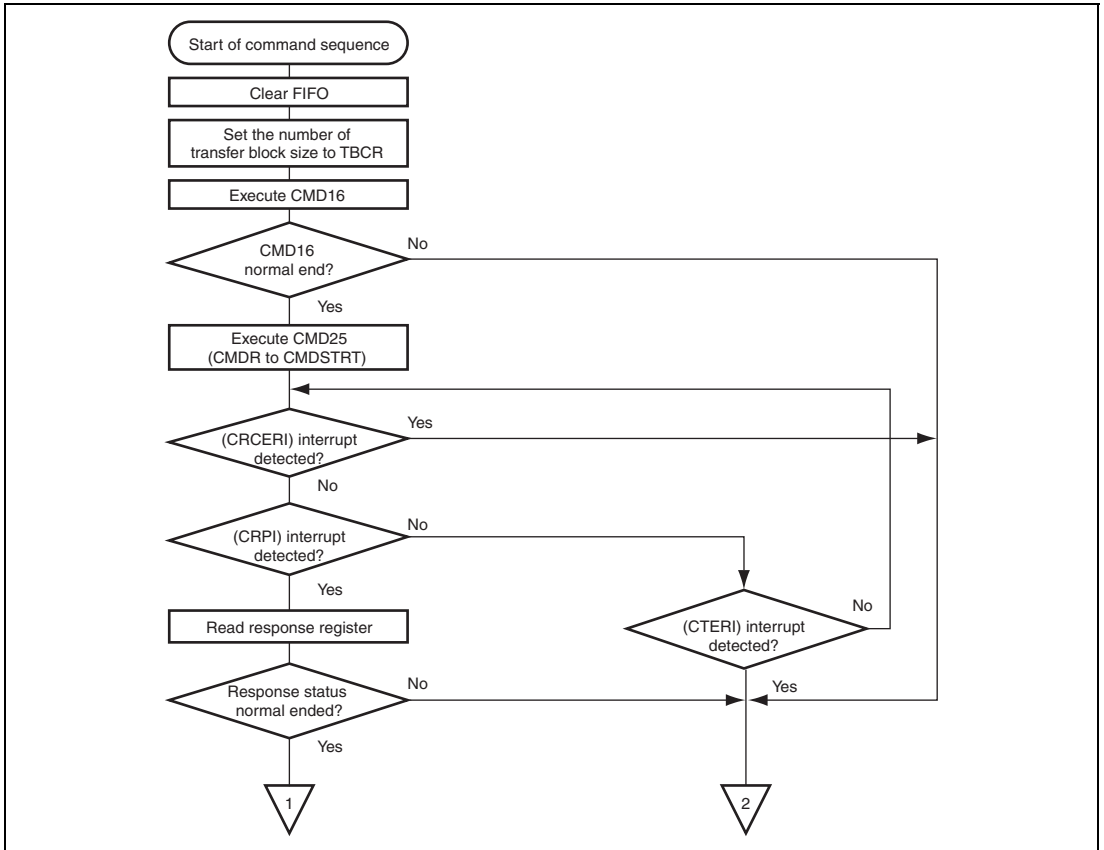 Start of command sequence
Clear FIFO
Set the number of
transfer block size to TBCR
Execute CMD16
CMD16
normal end?
No
Yes
Execute CMD25
(CMDR to CMDSTRT)
(CRCERI) interrupt
detected?
Yes
No
(CRPI) interrupt
detected?
No
Yes
Read response register
(CTERI) interrupt
detected?
No
Yes
Response status
normal ended?
No
Yes
1
2